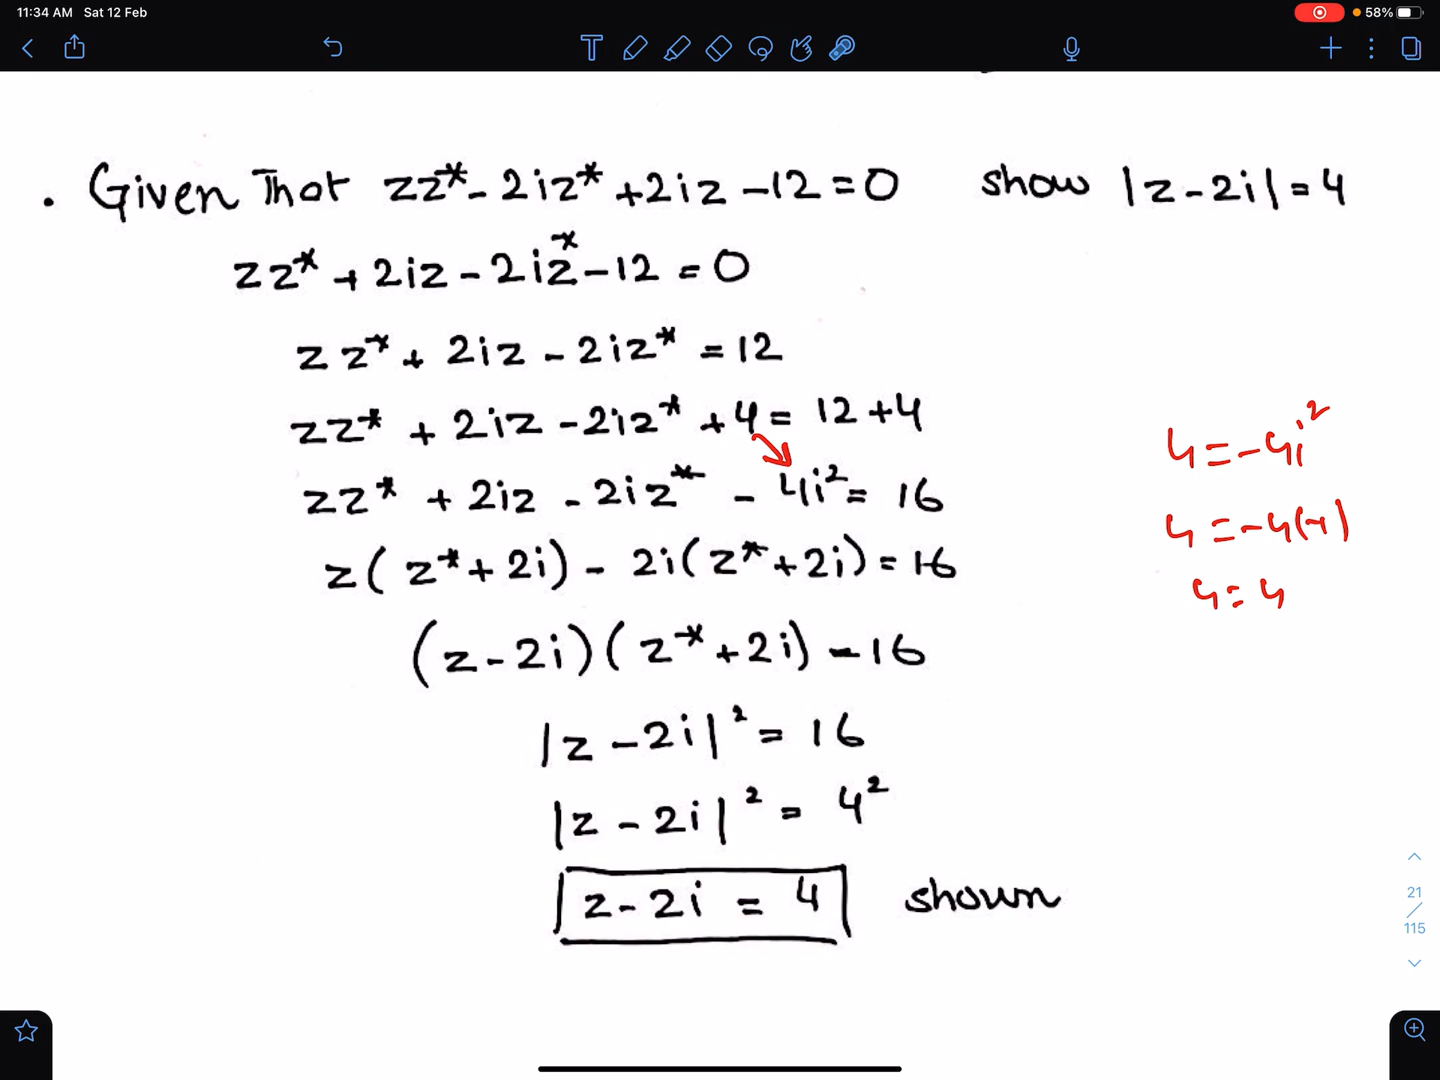 11:34 AM Sat 12 Feb 58%
. Given That zz* - 2iz* + 2iz - 12 = 0 show |z - 2i| = 4
zz* + 2iz - 2iz* - 12 = 0
zz* + 2iz - 2iz* = 12
zz* + 2iz - 2iz* + 4 = 12 + 4
zz* + 2iz - 2iz* - 4i² = 16
z(z* + 2i) - 2i(z* + 2i) = 16
(z - 2i)(z* + 2i) = 16
|z - 2i|² = 16
|z - 2i|² = 4²
z - 2i = 4 shown
4 = -4i²
4 = -4(-1)
4 = 4
21
/
115